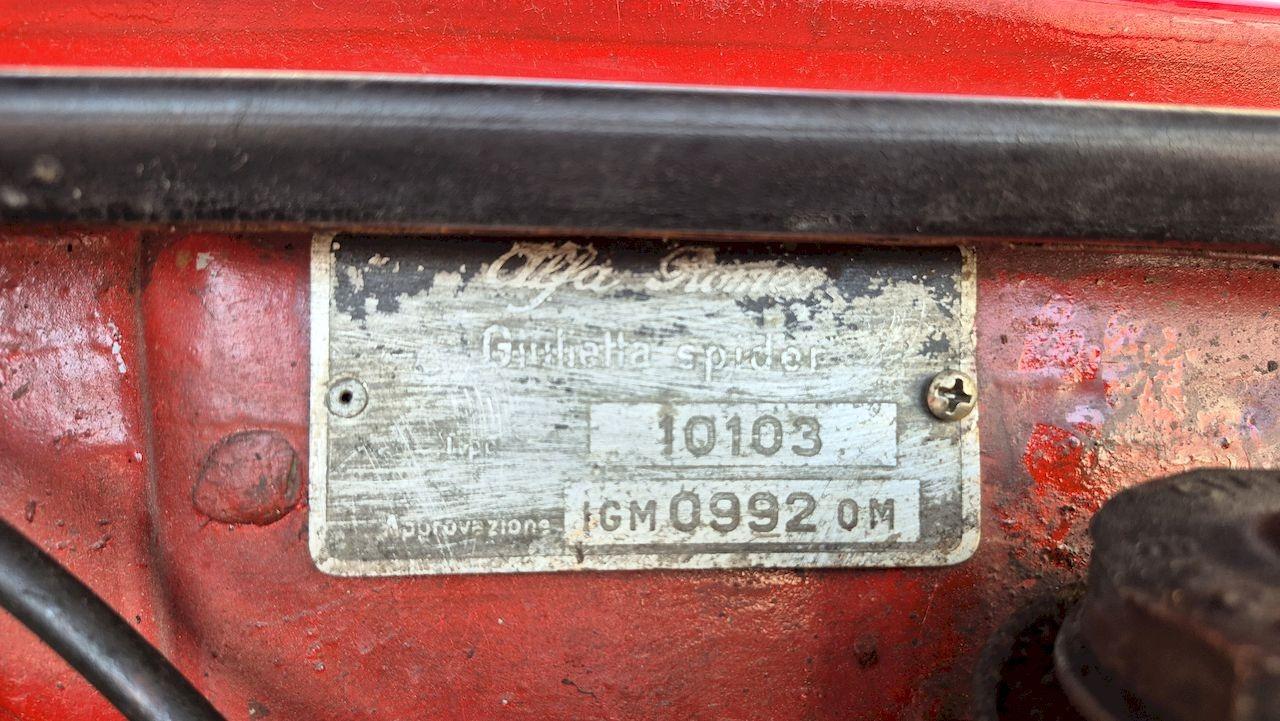 Alfa Romeo
Giulietta spider
10103
Approvazione IGM 0992 OM